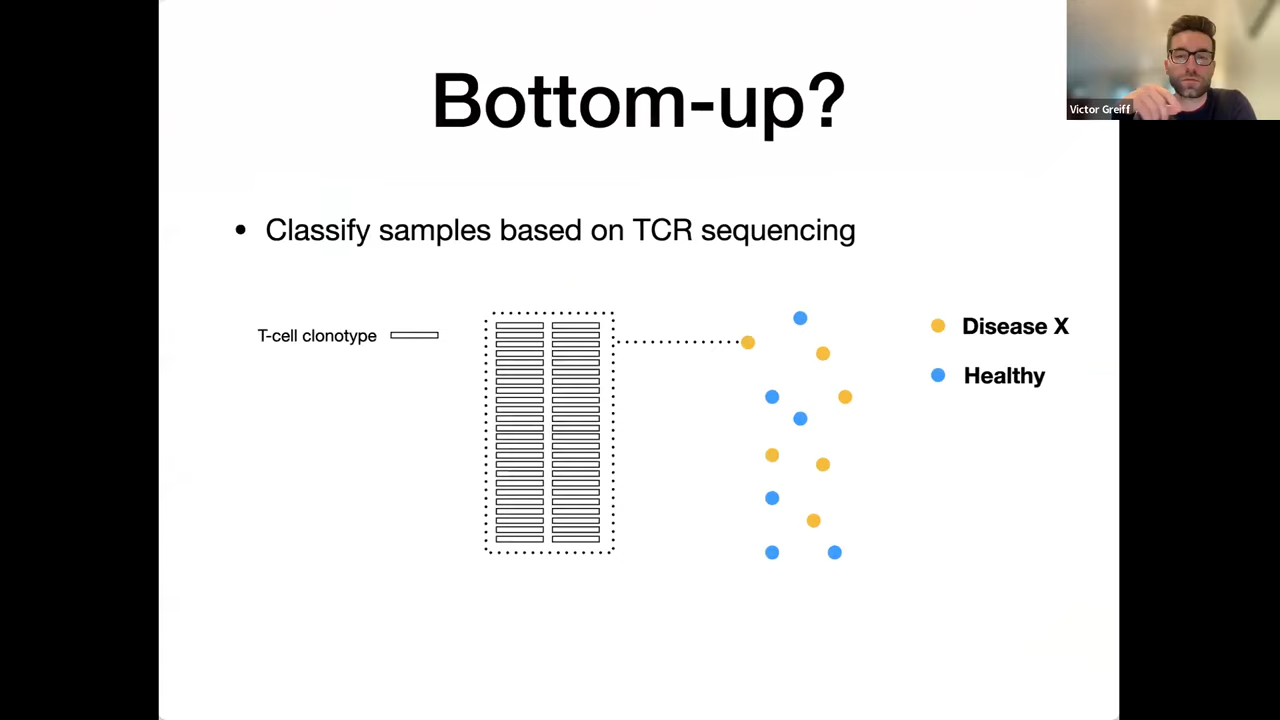 Bottom-up?
Victor Greiff
• Classify samples based on TCR sequencing
T-cell clonotype
Disease X
Healthy